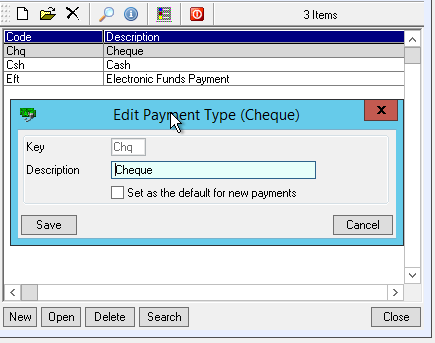 3 Items
Code Description
Chq Cheque
Csh Cash
Eft Electronic Funds Payment
Edit Payment Type (Cheque)
x
Key Chq
Description Cheque
Set as the default for new payments
Save Cancel
New Open Delete Search Close